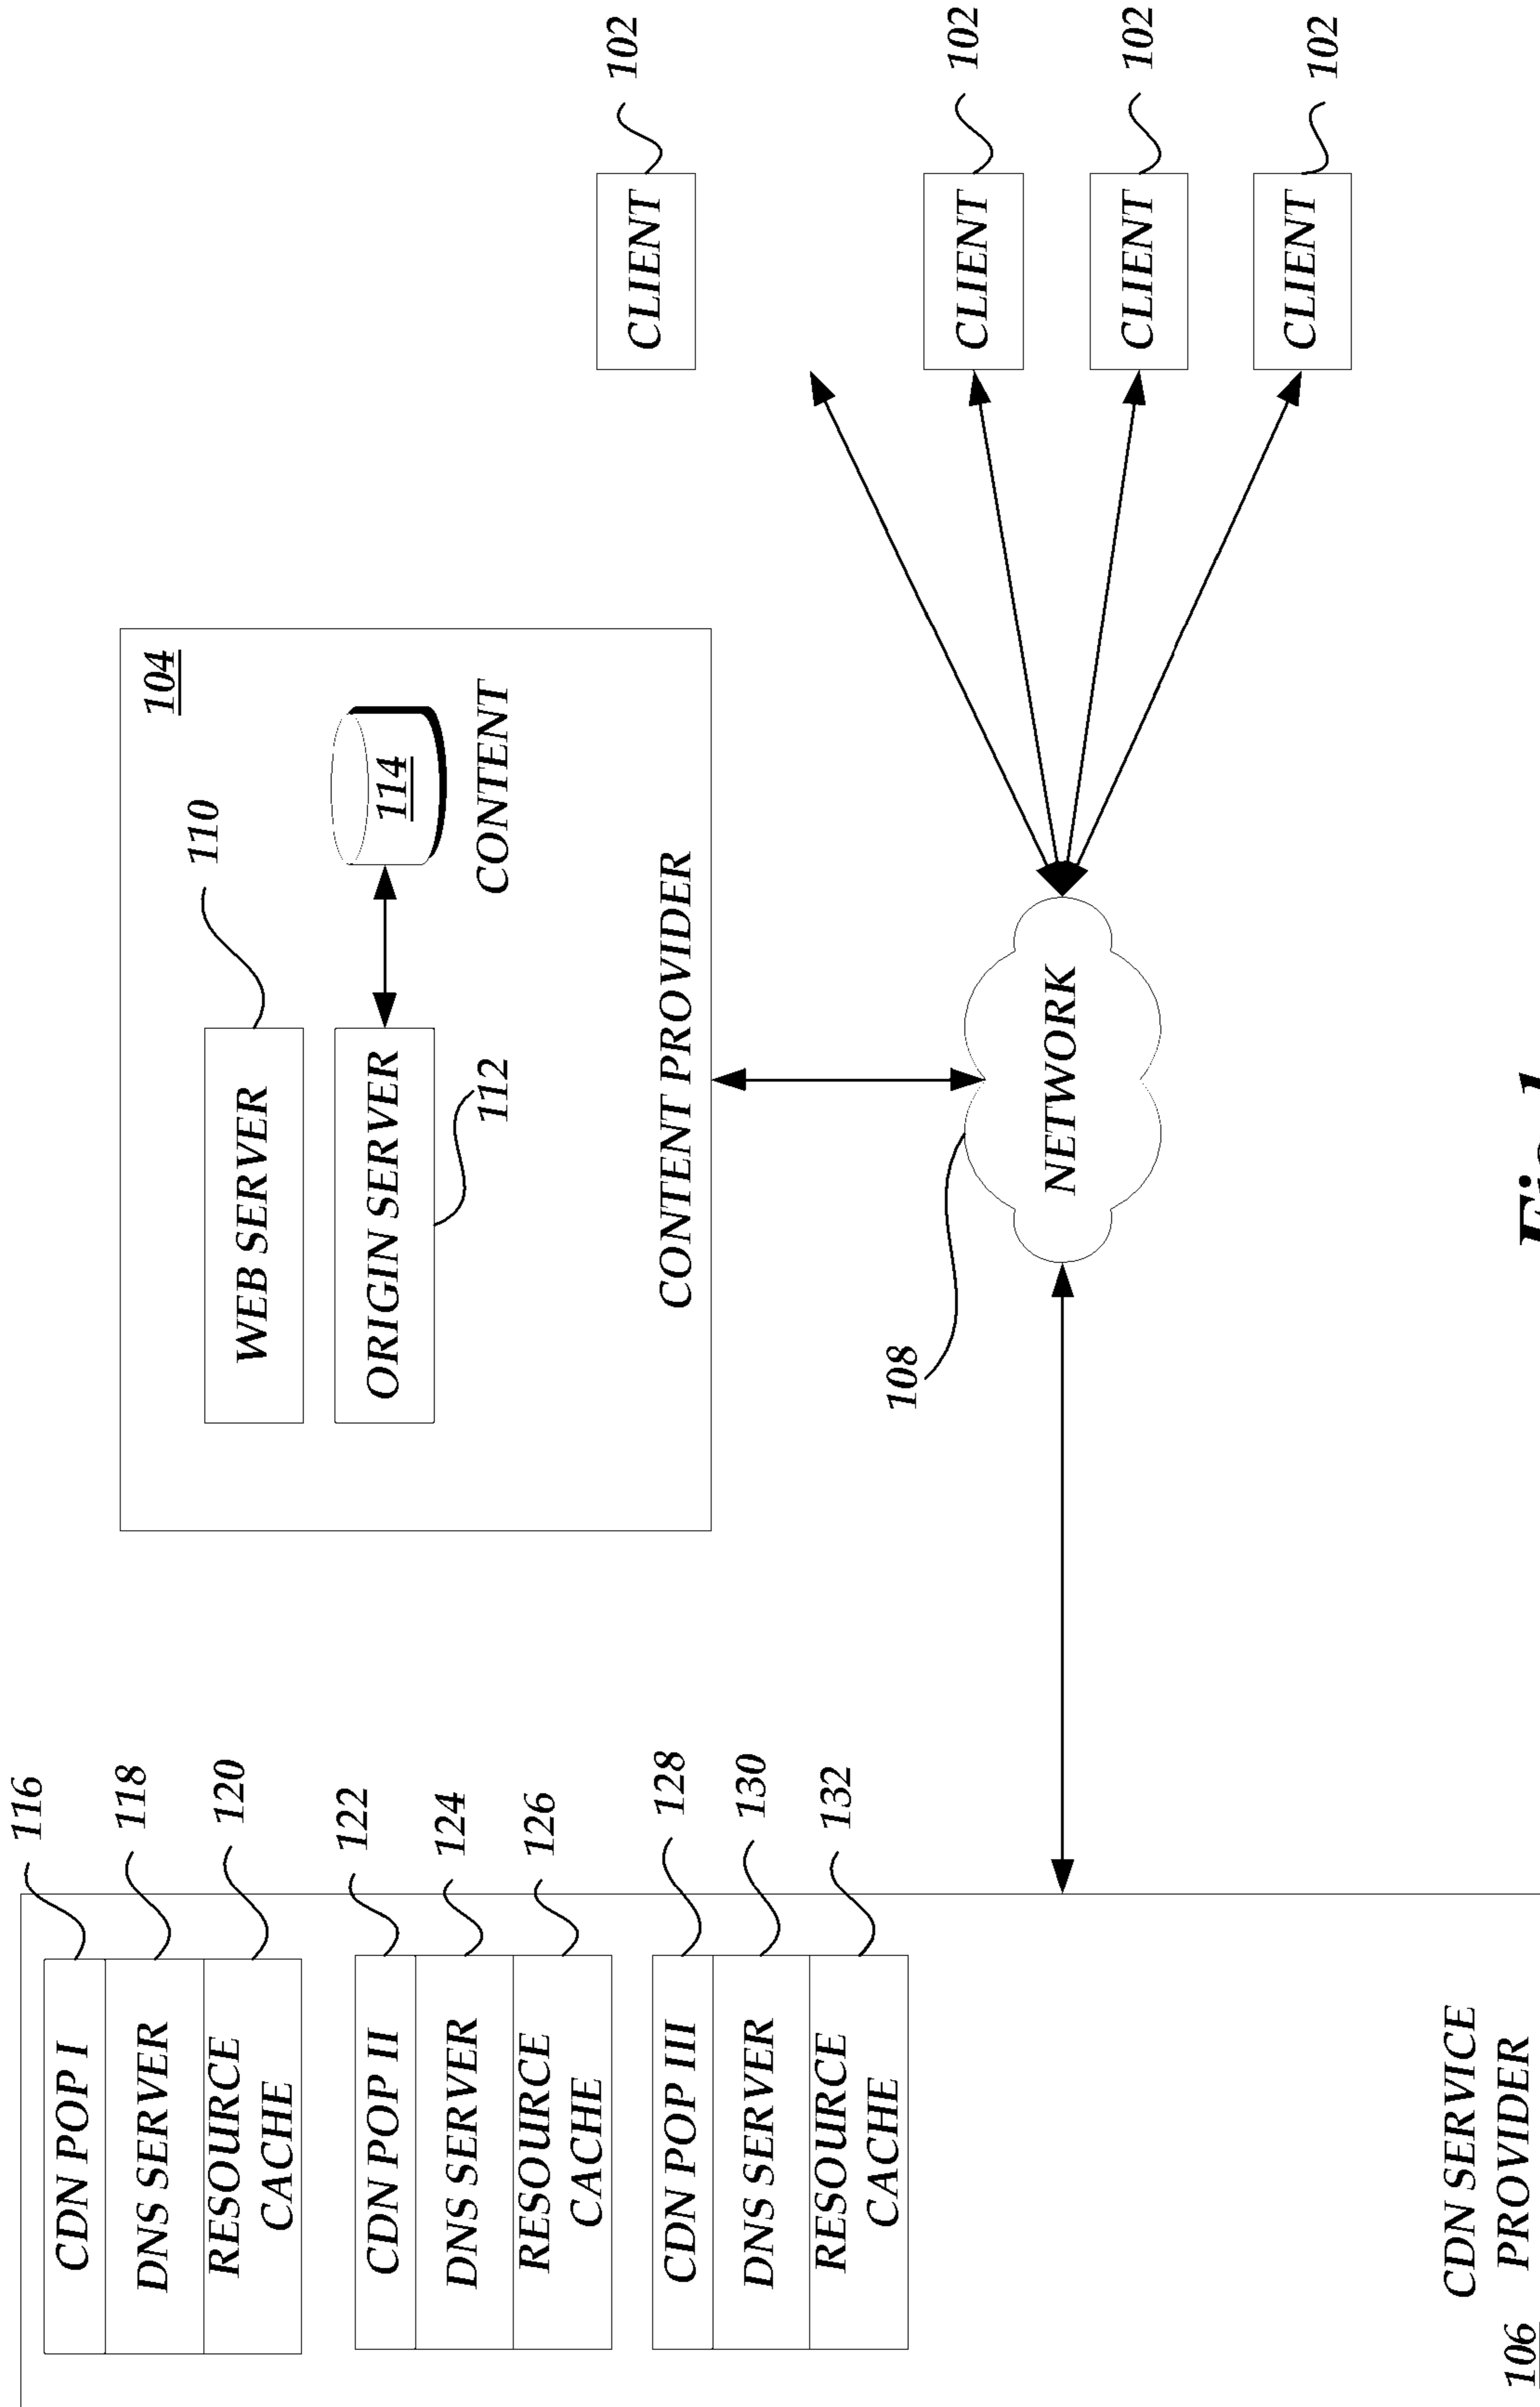 CDN POP I
116
DNS SERVER
118
RESOURCE
CACHE
120
CDN POP II
122
DNS SERVER
124
RESOURCE
CACHE
126
CDN POP III
128
DNS SERVER
130
RESOURCE
CACHE
132
CDN SERVICE
PROVIDER
106
104
WEB SERVER
110
ORIGIN SERVER
112
114
CONTENT
CONTENT PROVIDER
108
NETWORK
CLIENT
102
CLIENT
102
CLIENT
102
CLIENT
102